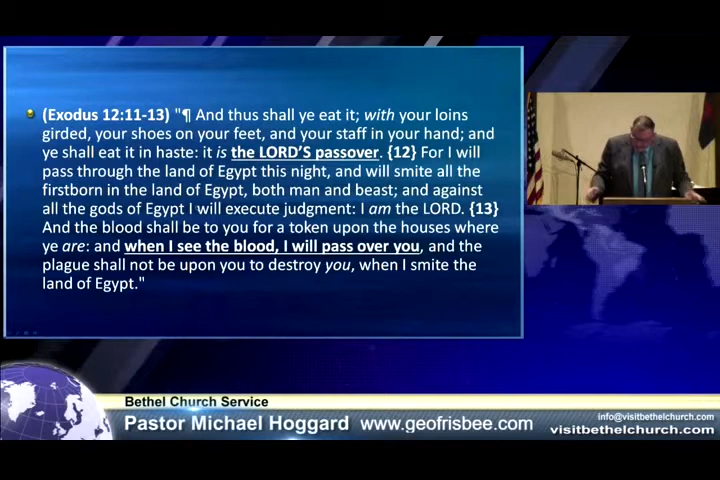 (Exodus 12:11-13) "¶ And thus shall ye eat it; with your loins
girded, your shoes on your feet, and your staff in your hand; and
ye shall eat it in haste: it is the LORD'S passover. {12} For I will
pass through the land of Egypt this night, and will smite all the
firstborn in the land of Egypt, both man and beast; and against
all the gods of Egypt I will execute judgment: I am the LORD. {13}
And the blood shall be to you for a token upon the houses where
ye are: and when I see the blood, I will pass over you, and the
plague shall not be upon you to destroy you, when I smite the
land of Egypt."
Bethel Church Service
Pastor Michael Hoggard www.geofrisbee.com
info@visitbethelchurch.com
visitbethelchurch.com